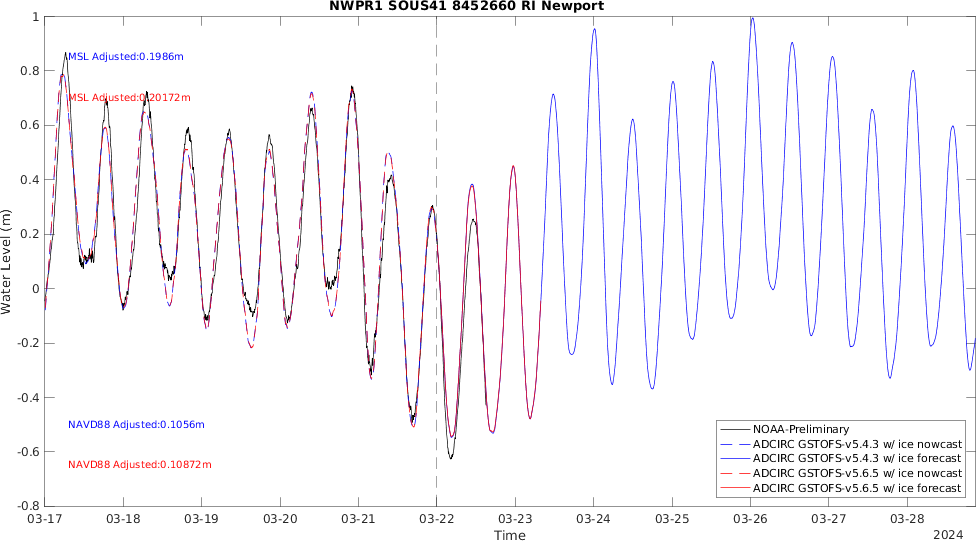 NWPR1 SOUS41 8452660 RI Newport
1
0.8
0.6
0.4
0.2
0
-0.2
-0.4
-0.6
-0.8
Water Level (m)
MSL Adjusted:0.1986m
MSL Adjusted:0.20172m
NAVD88 Adjusted:0.1056m
NAVD88 Adjusted:0.10872m
NOAA-Preliminary
ADCIRC GSTOFS-v5.4.3 w/ ice nowcast
ADCIRC GSTOFS-v5.4.3 w/ ice forecast
ADCIRC GSTOFS-v5.6.5 w/ ice nowcast
ADCIRC GSTOFS-v5.6.5 w/ ice forecast
03-17 03-18 03-19 03-20 03-21 03-22 03-23 03-24 03-25 03-26 03-27 03-28
Time
2024